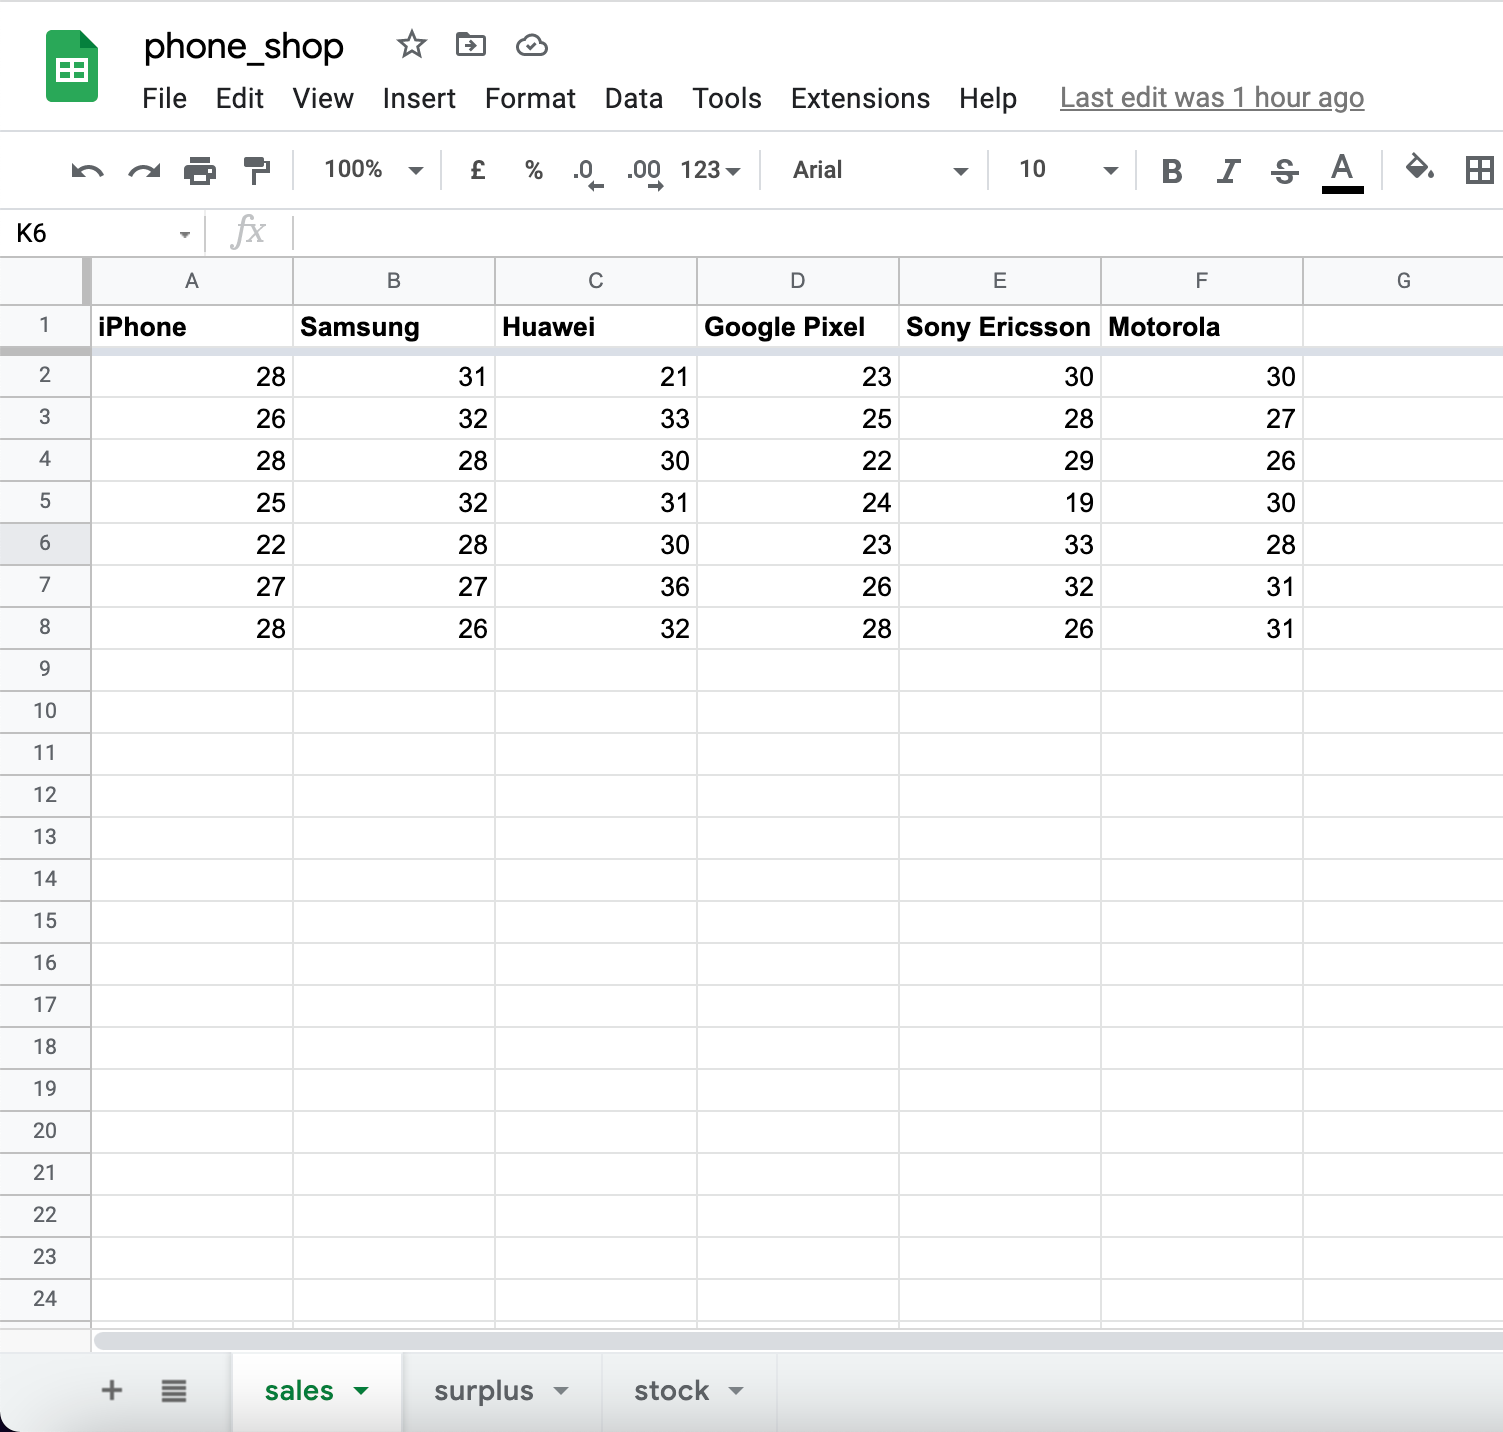 phone_shop
File Edit View Insert Format Data Tools Extensions Help Last edit was 1 hour ago
100% £ % .0 .00 123 Arial 10 B I S A
K6 fx
A B C D E F G
1 iPhone Samsung Huawei Google Pixel Sony Ericsson Motorola
2 28 31 21 23 30 30
3 26 32 33 25 28 27
4 28 28 30 22 29 26
5 25 32 31 24 19 30
6 22 28 30 23 33 28
7 27 27 36 26 32 31
8 28 26 32 28 26 31
9
10
11
12
13
14
15
16
17
18
19
20
21
22
23
24
+ sales surplus stock